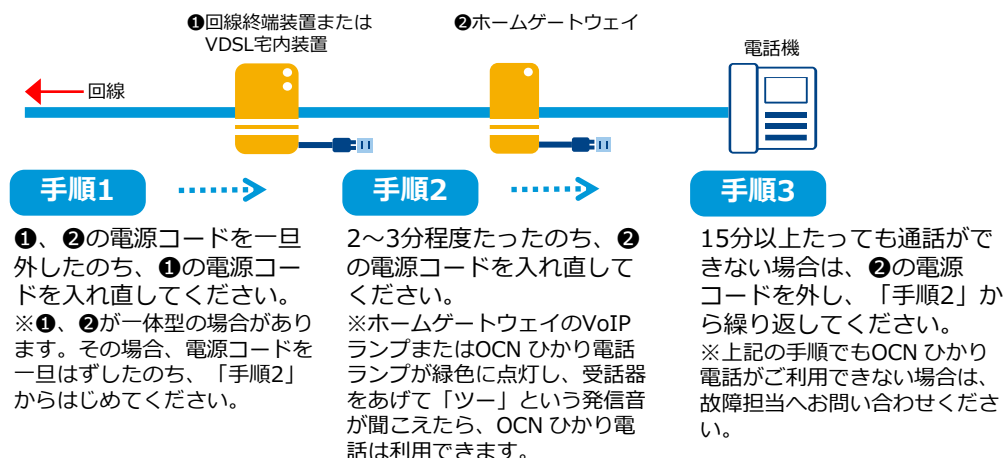 ❶回線終端装置または
VDSL宅内装置
❷ホームゲートウェイ
電話機
回線
手順1
❶、❷の電源コードを一旦
外したのち、❶の電源コー
ドを入れ直してください。
※❶、❷が一体型の場合があり
ます。その場合、電源コードを
一旦はずしたのち、「手順2」
からはじめてください。
手順2
2～3分程度たったのち、❷
の電源コードを入れ直して
ください。
※ホームゲートウェイのVoIP
ランプまたはOCN ひかり電話
ランプが緑色に点灯し、受話器
をあげて「ツー」という発信音
が聞こえたら、OCN ひかり電
話は利用できます。
手順3
15分以上たっても通話がで
きない場合は、❷の電源
コードを外し、「手順2」か
ら繰り返してください。
※上記の手順でもOCN ひかり
電話がご利用できない場合は、
故障担当へお問い合わせくださ
い。